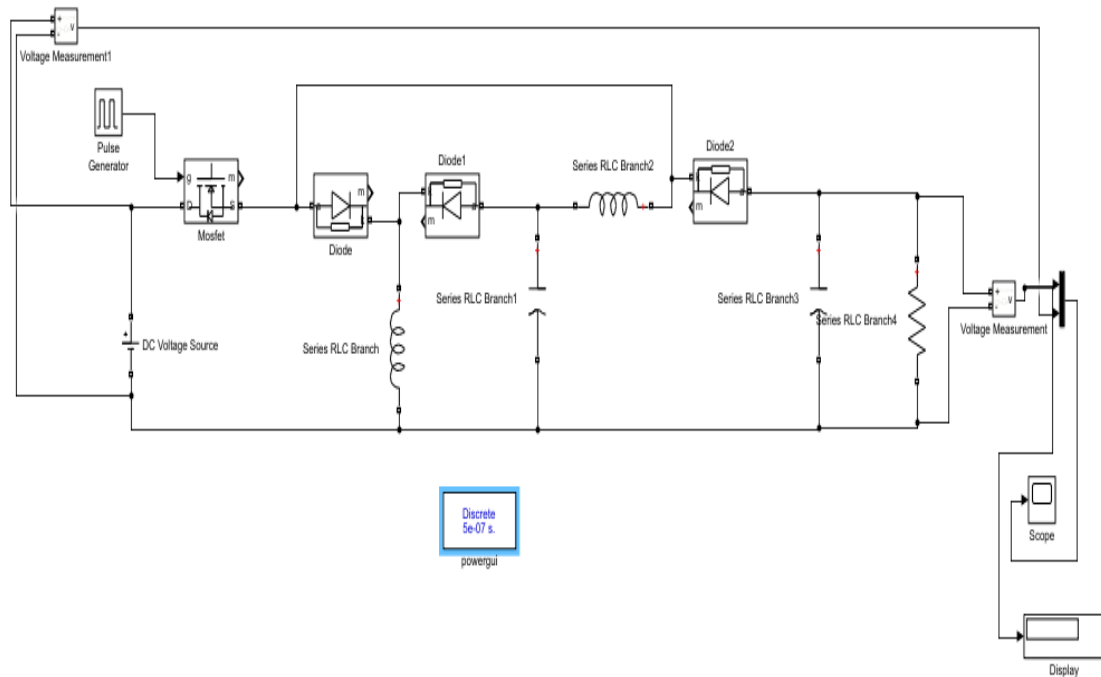 +
-
v
Voltage Measurement1
Pulse
Generator
g
m
D
S
Mosfet
m
Diode
Diode1
m
Series RLC Branch2
Diode2
m
Series RLC Branch1
Series RLC Branch3
Series RLC Branch4
+
-
v
Voltage Measurement
+
DC Voltage Source
Series RLC Branch
Discrete
5e-07 s.
powergui
Scope
Display